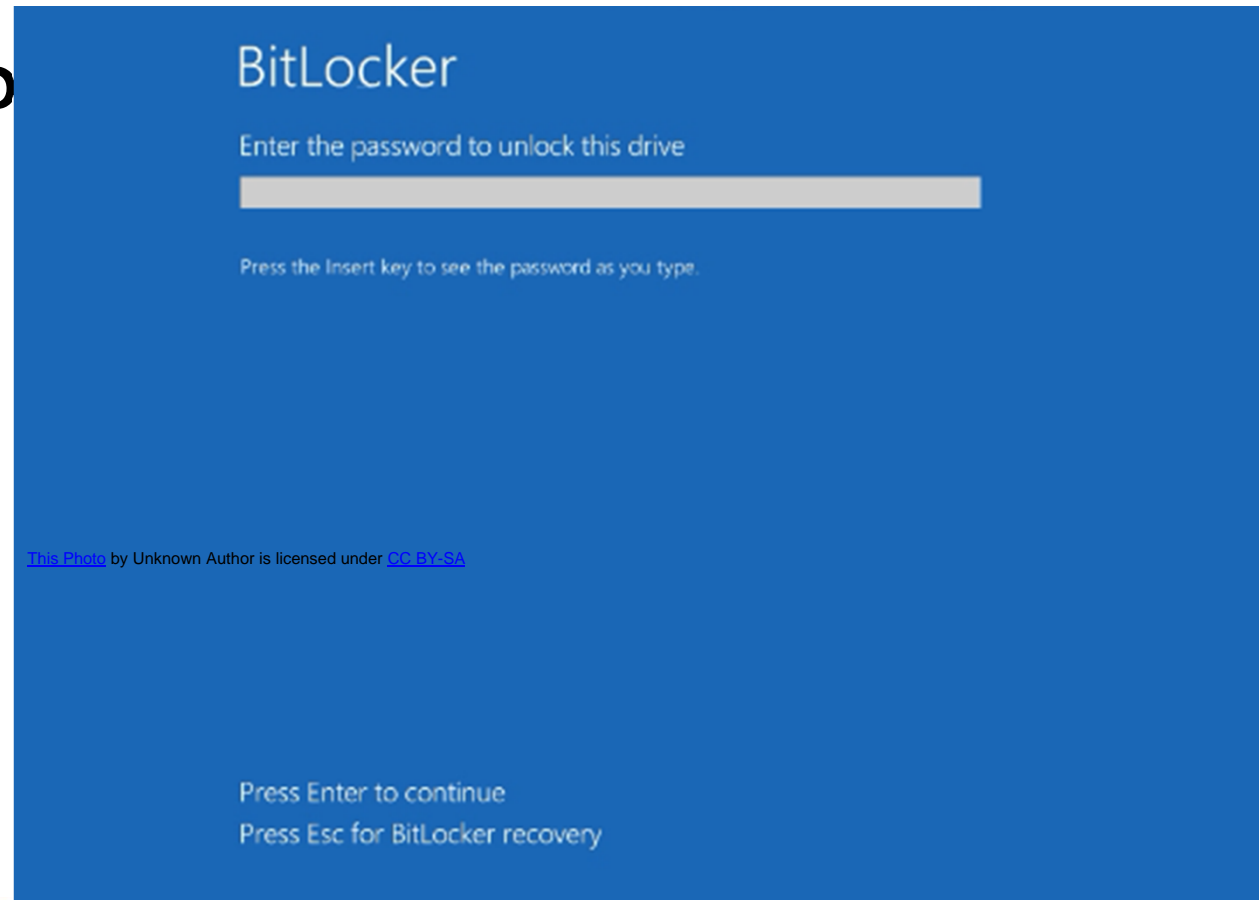 BitLocker
Enter the password to unlock this drive
Press the Insert key to see the password as you type.
This Photo by Unknown Author is licensed under CC BY-SA
Press Enter to continue
Press Esc for BitLocker recovery